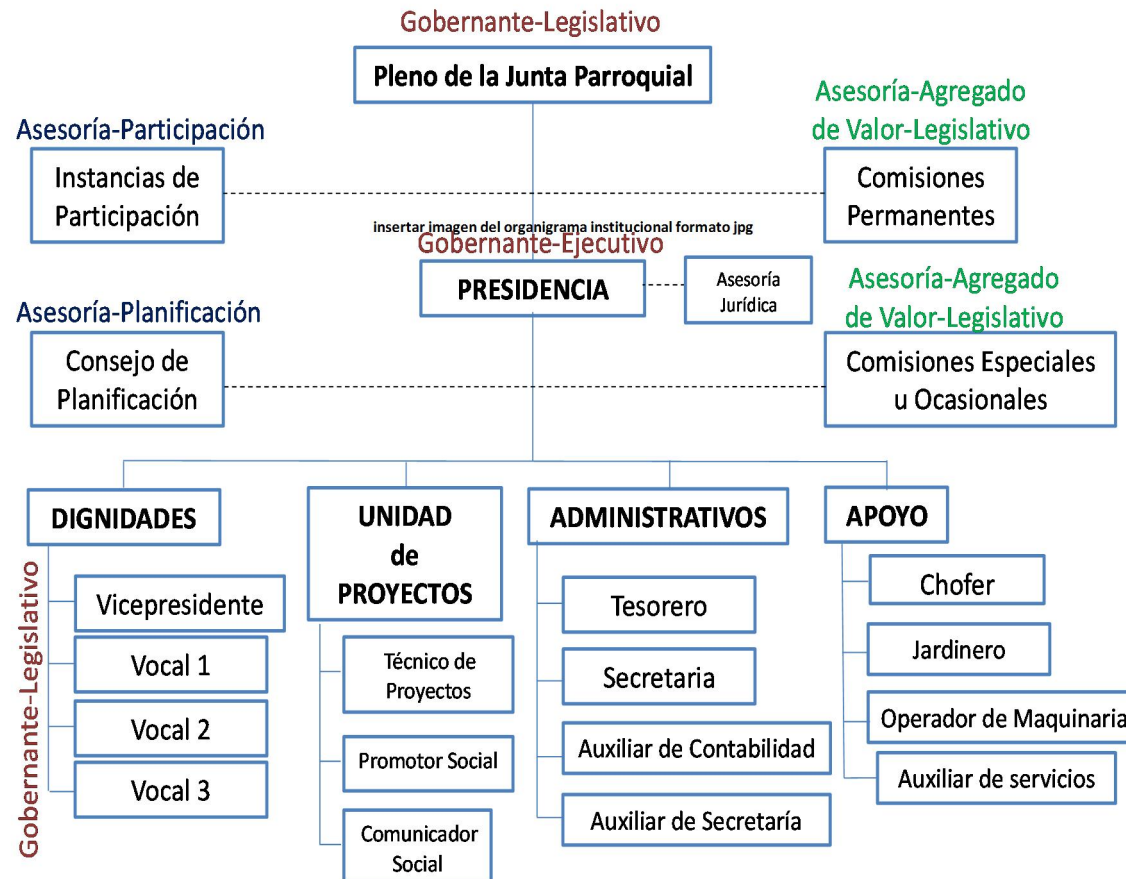 Gobernante-Legislativo
Pleno de la Junta Parroquial
Asesoría-Participación
Instancias de
Participación
Asesoría-Agregado
de Valor-Legislativo
Comisiones
Permanentes
insertar imagen del organigrama institucional formato jpg
Gobernante-Ejecutivo
PRESIDENCIA
Asesoría
Jurídica
Asesoría-Planificación
Consejo de
Planificación
Asesoría-Agregado
de Valor-Legislativo
Comisiones Especiales
u Ocasionales
Gobernante-Legislativo
DIGNIDADES
Vicepresidente
Vocal 1
Vocal 2
Vocal 3
UNIDAD
de
PROYECTOS
Técnico de
Proyectos
Promotor Social
Comunicador
Social
ADMINISTRATIVOS
Tesorero
Secretaria
Auxiliar de Contabilidad
Auxiliar de Secretaría
APOYO
Chofer
Jardinero
Operador de Maquinaria
Auxiliar de servicios